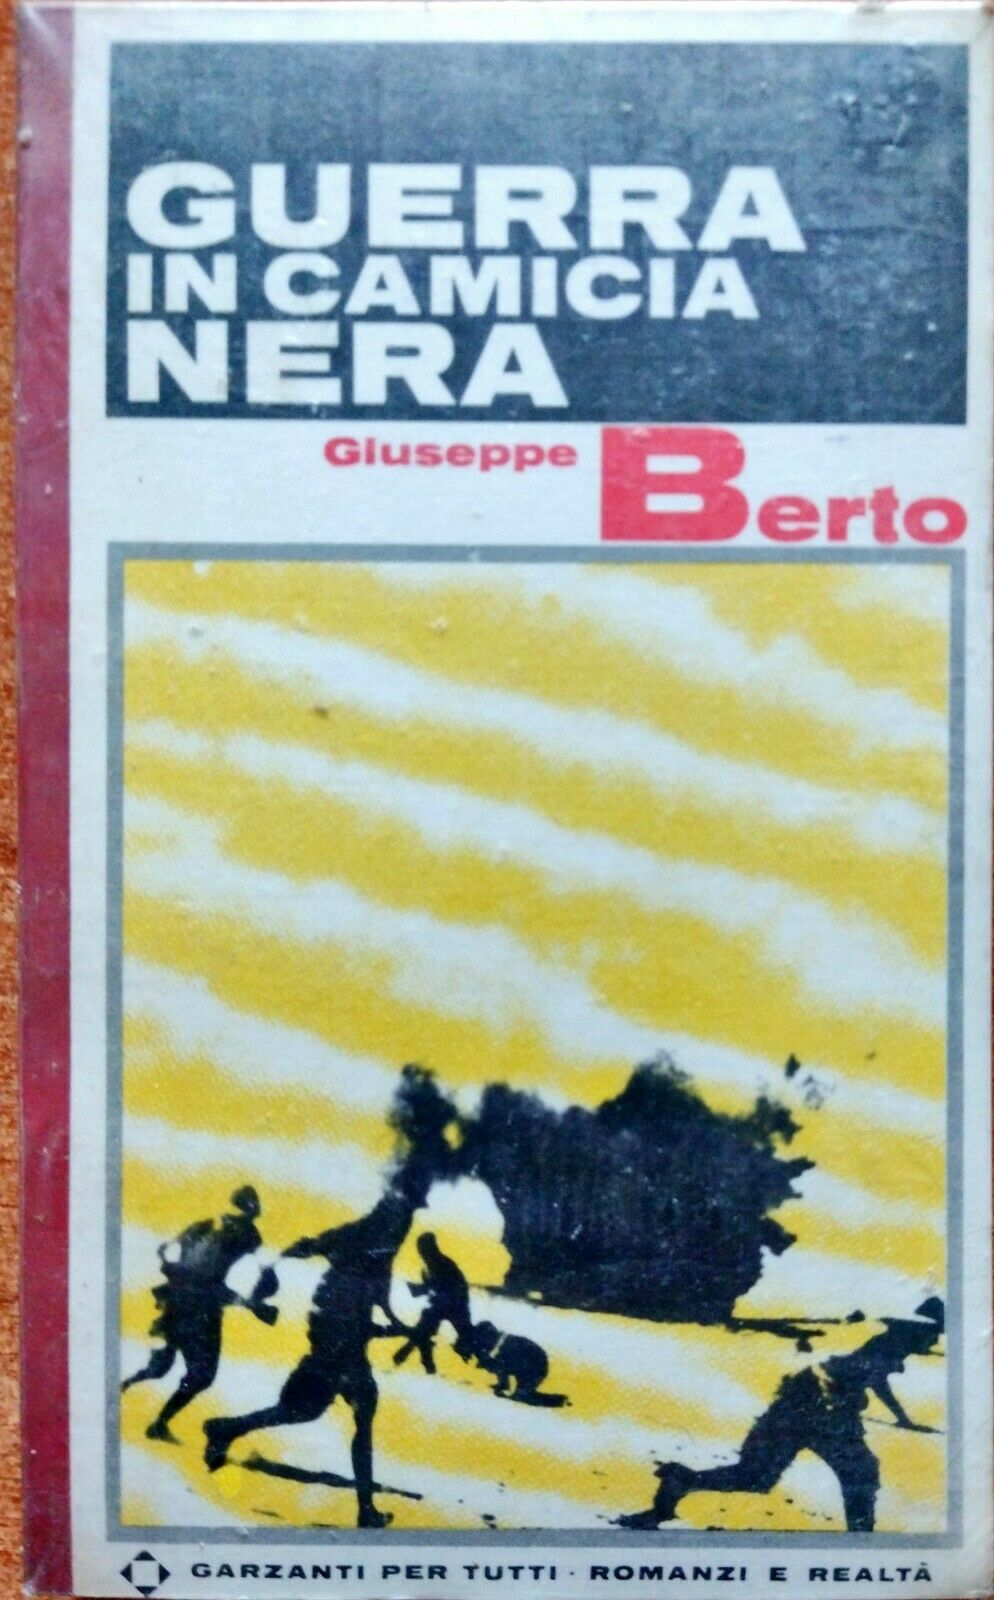 GUERRA
IN CAMICIA
NERA
Giuseppe Berto
GARZANTI PER TUTTI · ROMANZI E REALTÀ